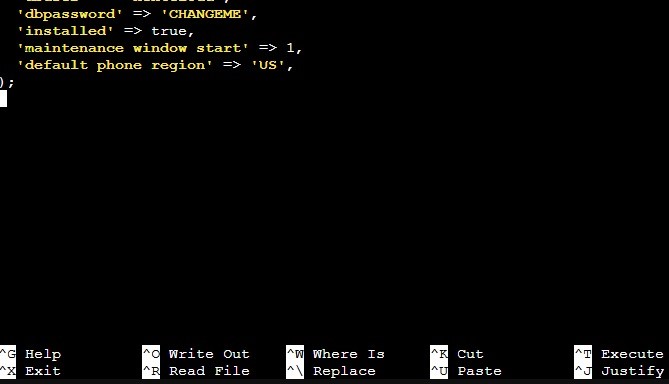 'dbpassword' => 'CHANGEME',
'installed' => true,
'maintenance window start' => 1,
'default phone region' => 'US',
);
^G Help ^O Write Out ^W Where Is ^K Cut ^T Execute
^X Exit ^R Read File ^\ Replace ^U Paste ^J Justify